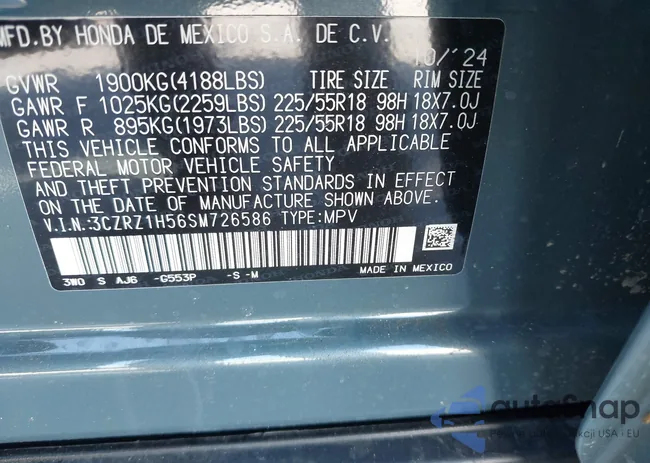 MFD.BY HONDA DE MEXICO S.A. DE C.V.
10/'24
GVWR 1900KG(4188LBS) TIRE SIZE RIM SIZE
GAWR F 1025KG(2259LBS) 225/55R18 98H 18X7.0J
GAWR R 895KG(1973LBS) 225/55R18 98H 18X7.0J
THIS VEHICLE CONFORMS TO ALL APPLICABLE
FEDERAL MOTOR VEHICLE SAFETY
AND THEFT PREVENTION STANDARDS IN EFFECT
ON THE DATE OF MANUFACTURE SHOWN ABOVE.
V.I.N:3CZRZ1H56SM726586 TYPE:MPV
3W0 S AJ6 -G553P -S-M
MADE IN MEXICO
autofnap
USA i EU